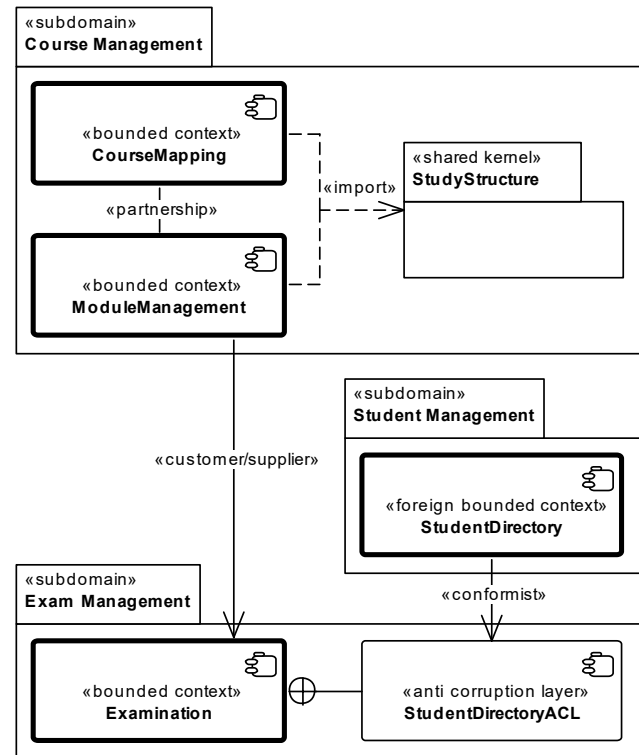 «subdomain»
Course Management
«bounded context»
CourseMapping
«shared kernel»
StudyStructure
«import»
«partnership»
«bounded context»
ModuleManagement
«subdomain»
Student Management
«customer/supplier»
«foreign bounded context»
StudentDirectory
«subdomain»
Exam Management
«conformist»
«bounded context»
Examination
«anti corruption layer»
StudentDirectoryACL